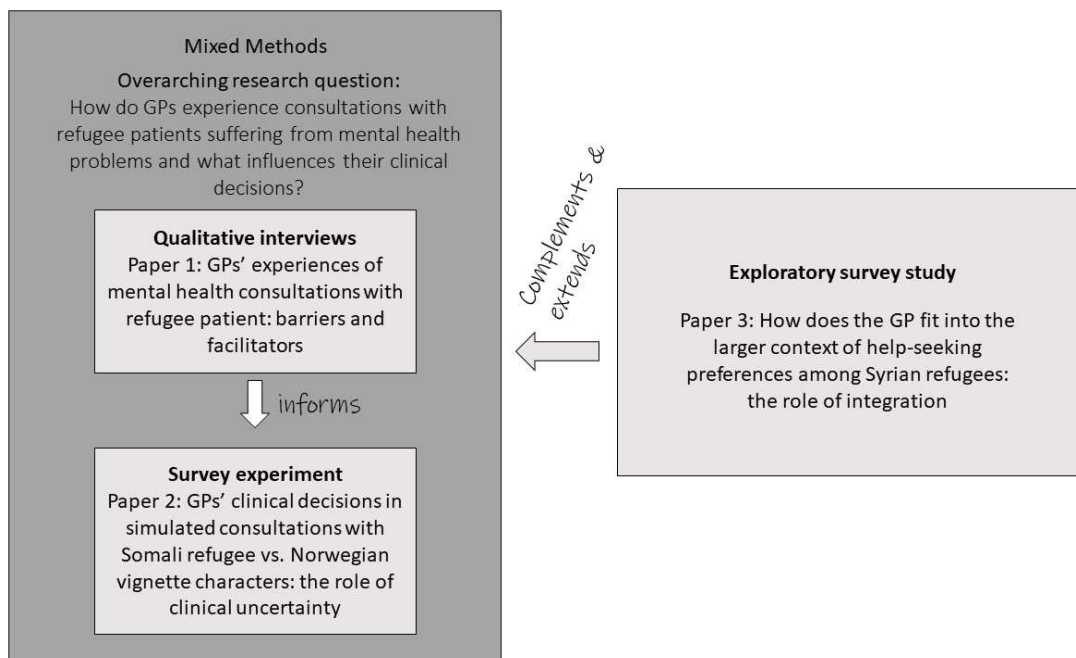 Mixed Methods
Overarching research question:
How do GPs experience consultations with
refugee patients suffering from mental health
problems and what influences their clinical
decisions?
Qualitative interviews
Paper 1: GPs' experiences of
mental health consultations with
refugee patient: barriers and
facilitators
informs
Survey experiment
Paper 2: GPs' clinical decisions in
simulated consultations with
Somali refugee vs. Norwegian
vignette characters: the role of
clinical uncertainty
Complements &
extends
Exploratory survey study
Paper 3: How does the GP fit into the
larger context of help-seeking
preferences among Syrian refugees:
the role of integration